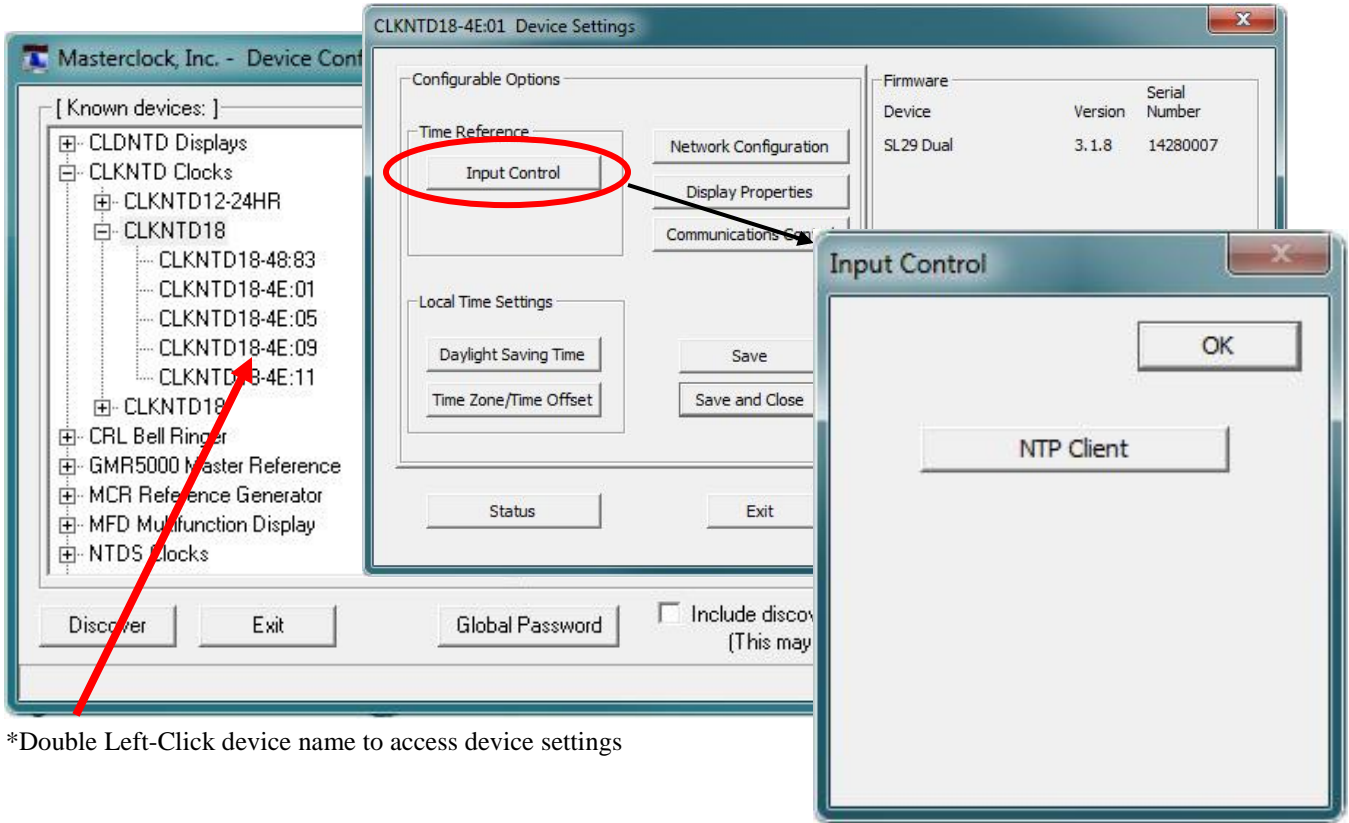 Masterclock, Inc. - Device Conf
[ Known devices: ]
CLDNTD Displays
CLKNTD Clocks
CLKNTD12-24HR
CLKNTD18
CLKNTD18-48:83
CLKNTD18-4E:01
CLKNTD18-4E:05
CLKNTD18-4E:09
CLKNTD18-4E:11
CLKNTD18
CRL Bell Ringer
GMR5000 Master Reference
MCR Reference Generator
MFD Multifunction Display
NTDS Clocks
Discover
Exit
Global Password
Include discov
(This may
CLKNTD18-4E:01 Device Settings
Configurable Options
Time Reference
Input Control
Network Configuration
Display Properties
Communications Control
Local Time Settings
Daylight Saving Time
Time Zone/Time Offset
Save
Save and Close
Status
Exit
Firmware
Device Version Serial Number
SL29 Dual 3.1.8 14280007
Input Control
OK
NTP Client
*Double Left-Click device name to access device settings